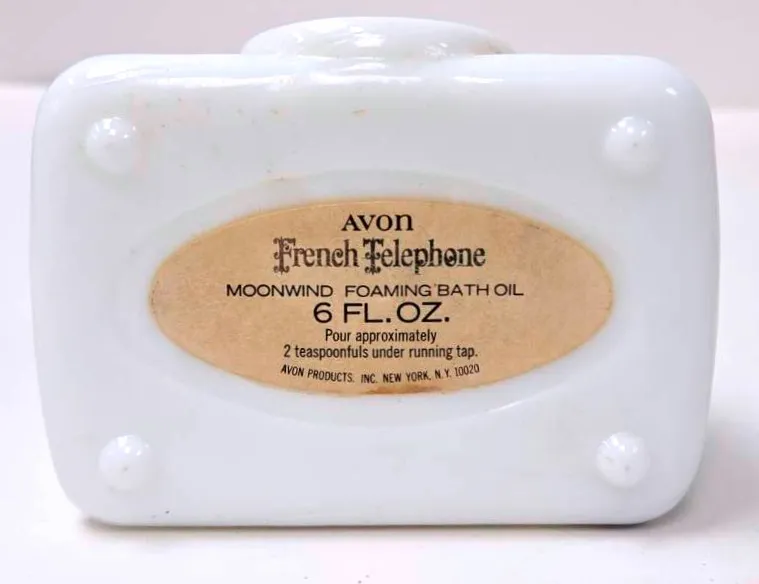 AVON
French Telephone
MOONWIND FOAMING BATH OIL
6 FL. OZ.
Pour approximately
2 teaspoonfuls under running tap.
AVON PRODUCTS, INC. NEW YORK, N.Y. 10020